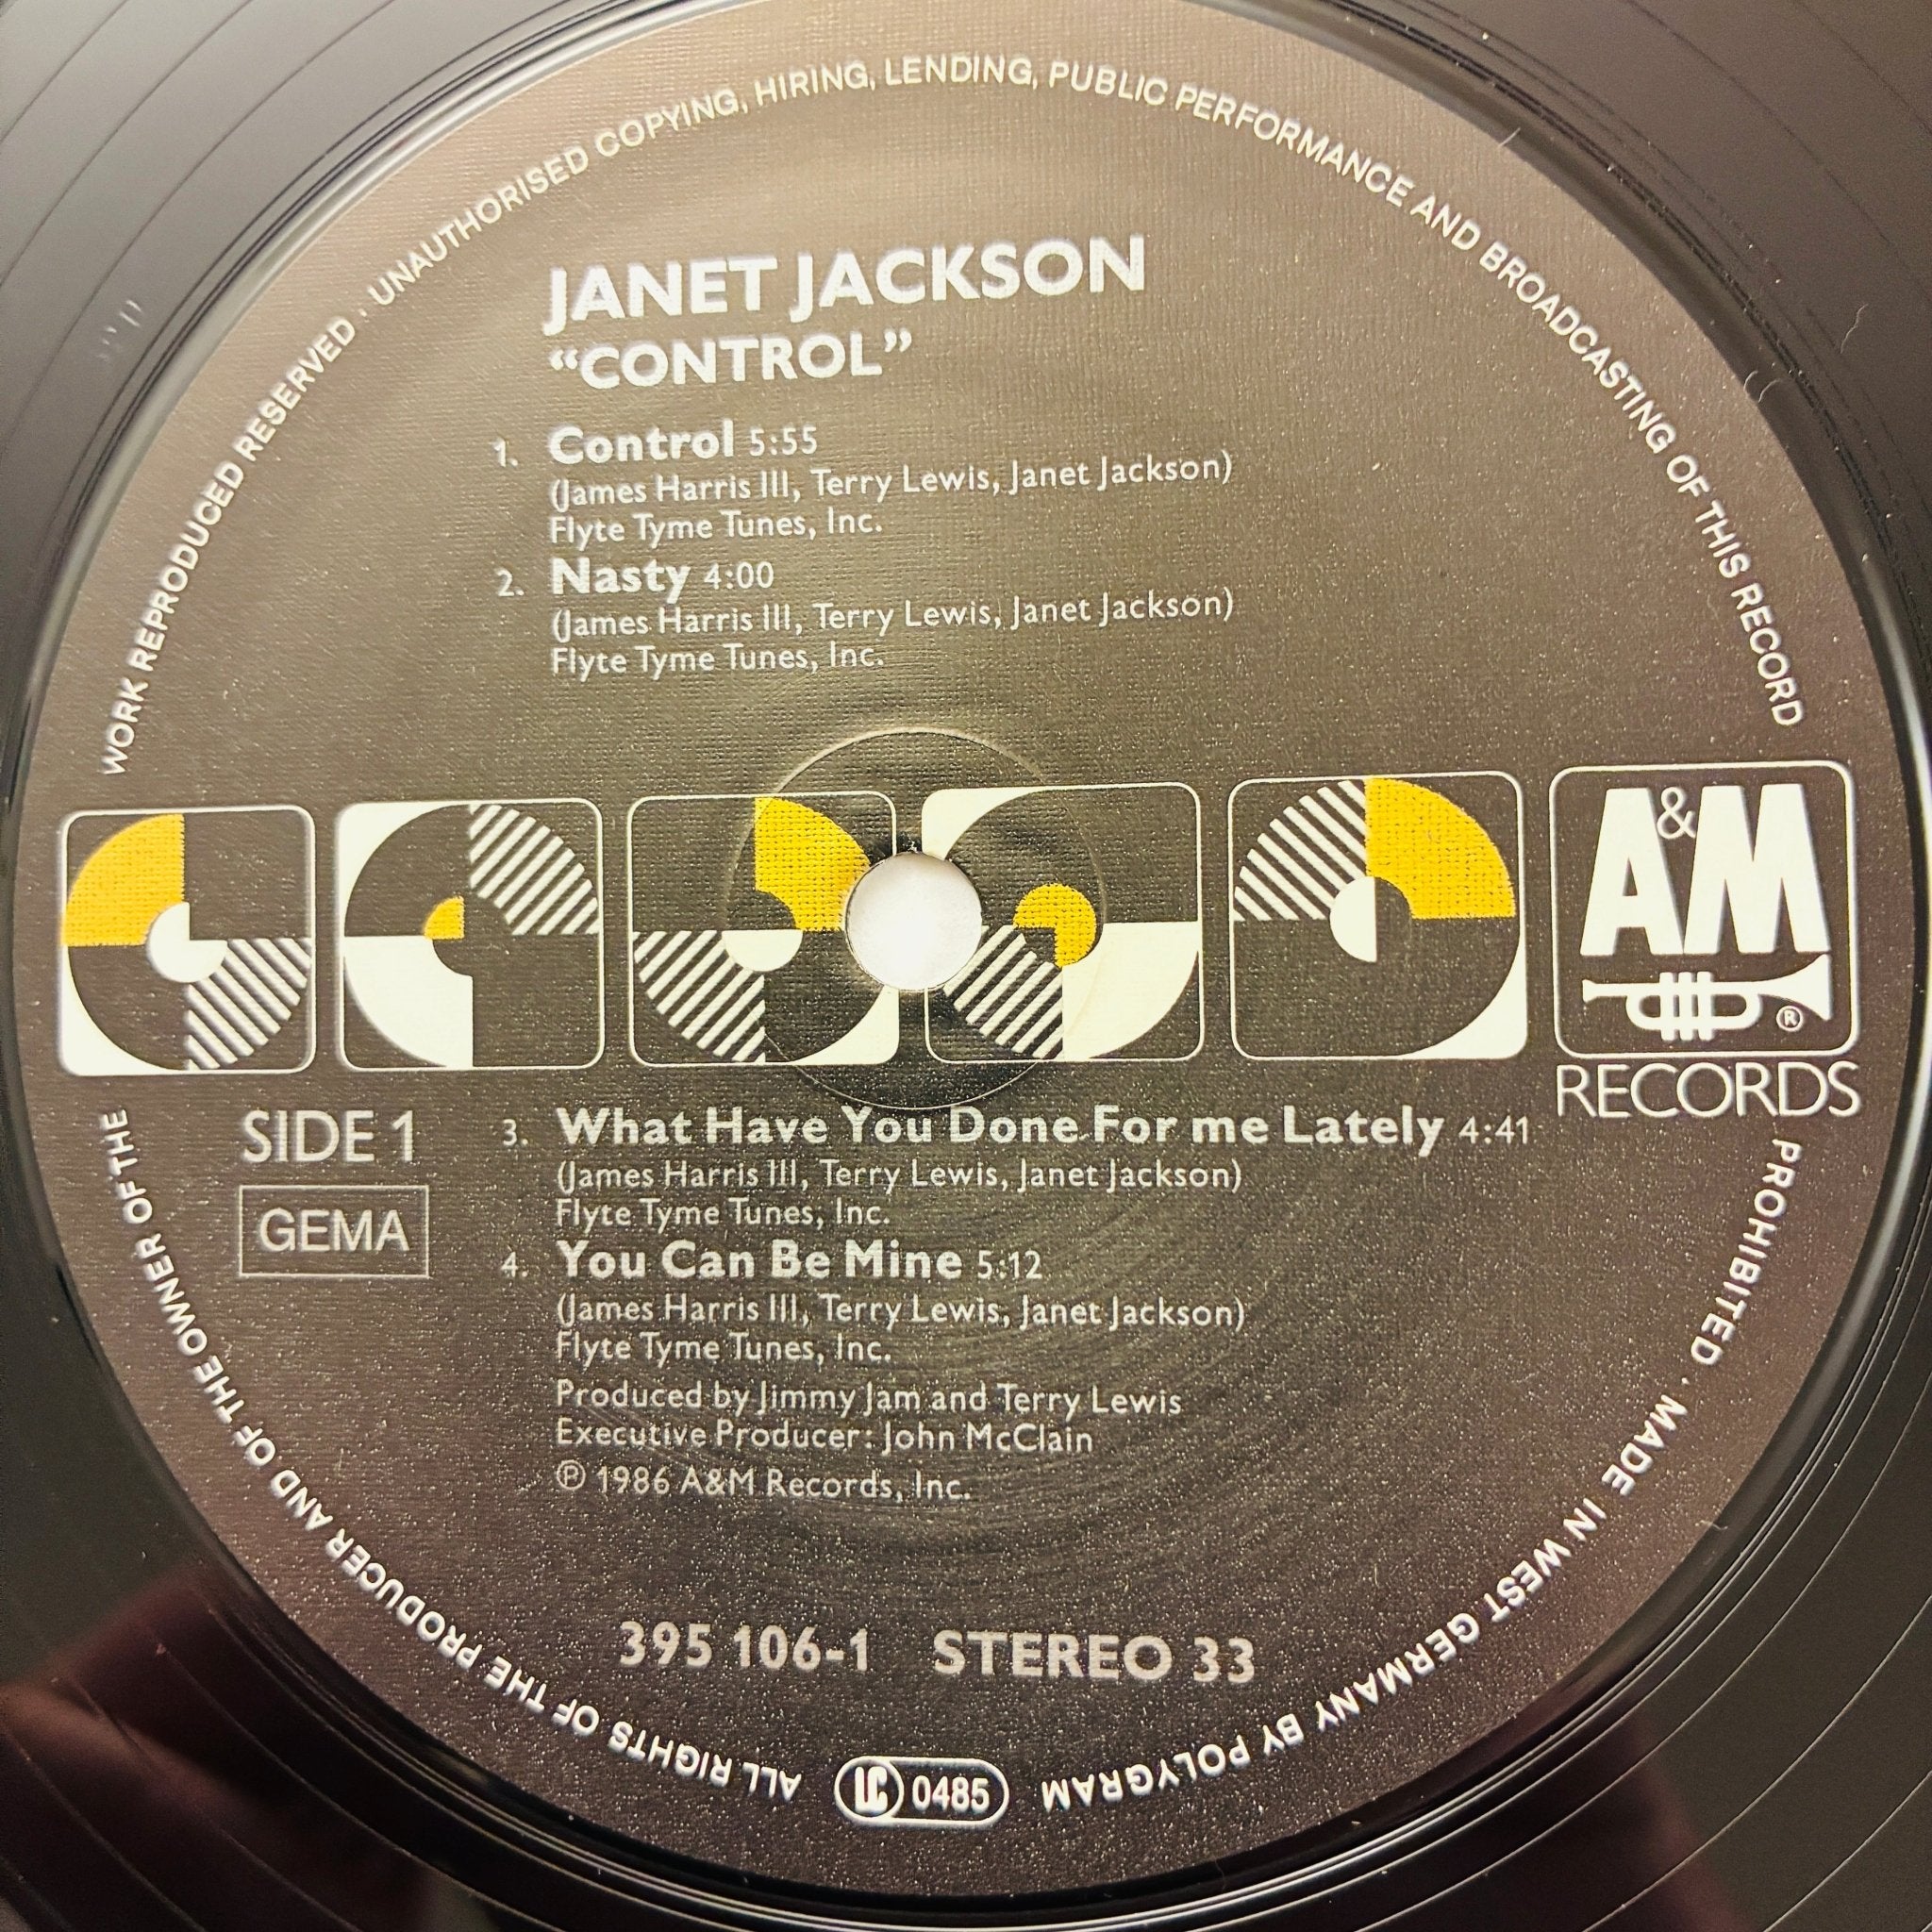 WORK REPRODUCED RESERVED . UNAUTHORISED COPYING, HIRING, LENDING, PUBLIC PERFORMANCE AND BROADCASTING OF THIS RECORD
JANET JACKSON
“CONTROL”
1. Control 5:55
(James Harris III, Terry Lewis, Janet Jackson)
Flyte Tyme Tunes, Inc.
2. Nasty 4:00
(James Harris III, Terry Lewis, Janet Jackson)
Flyte Tyme Tunes, Inc.
A&M
®
RECORDS
SIDE 1
GEMA
3. What Have You Done For me Lately 4:41
(James Harris III, Terry Lewis, Janet Jackson)
Flyte Tyme Tunes, Inc.
4. You Can Be Mine 5:12
(James Harris III, Terry Lewis, Janet Jackson)
Flyte Tyme Tunes, Inc.
Produced by Jimmy Jam and Terry Lewis
Executive Producer: John McClain
℗ 1986 A&M Records, Inc.
395 106-1 STEREO 33
PROHIBITED · MADE IN WEST GERMANY BY POLYGRAM
LC 0485
ALL RIGHTS OF THE PRODUCER AND OF THE OWNER OF THE